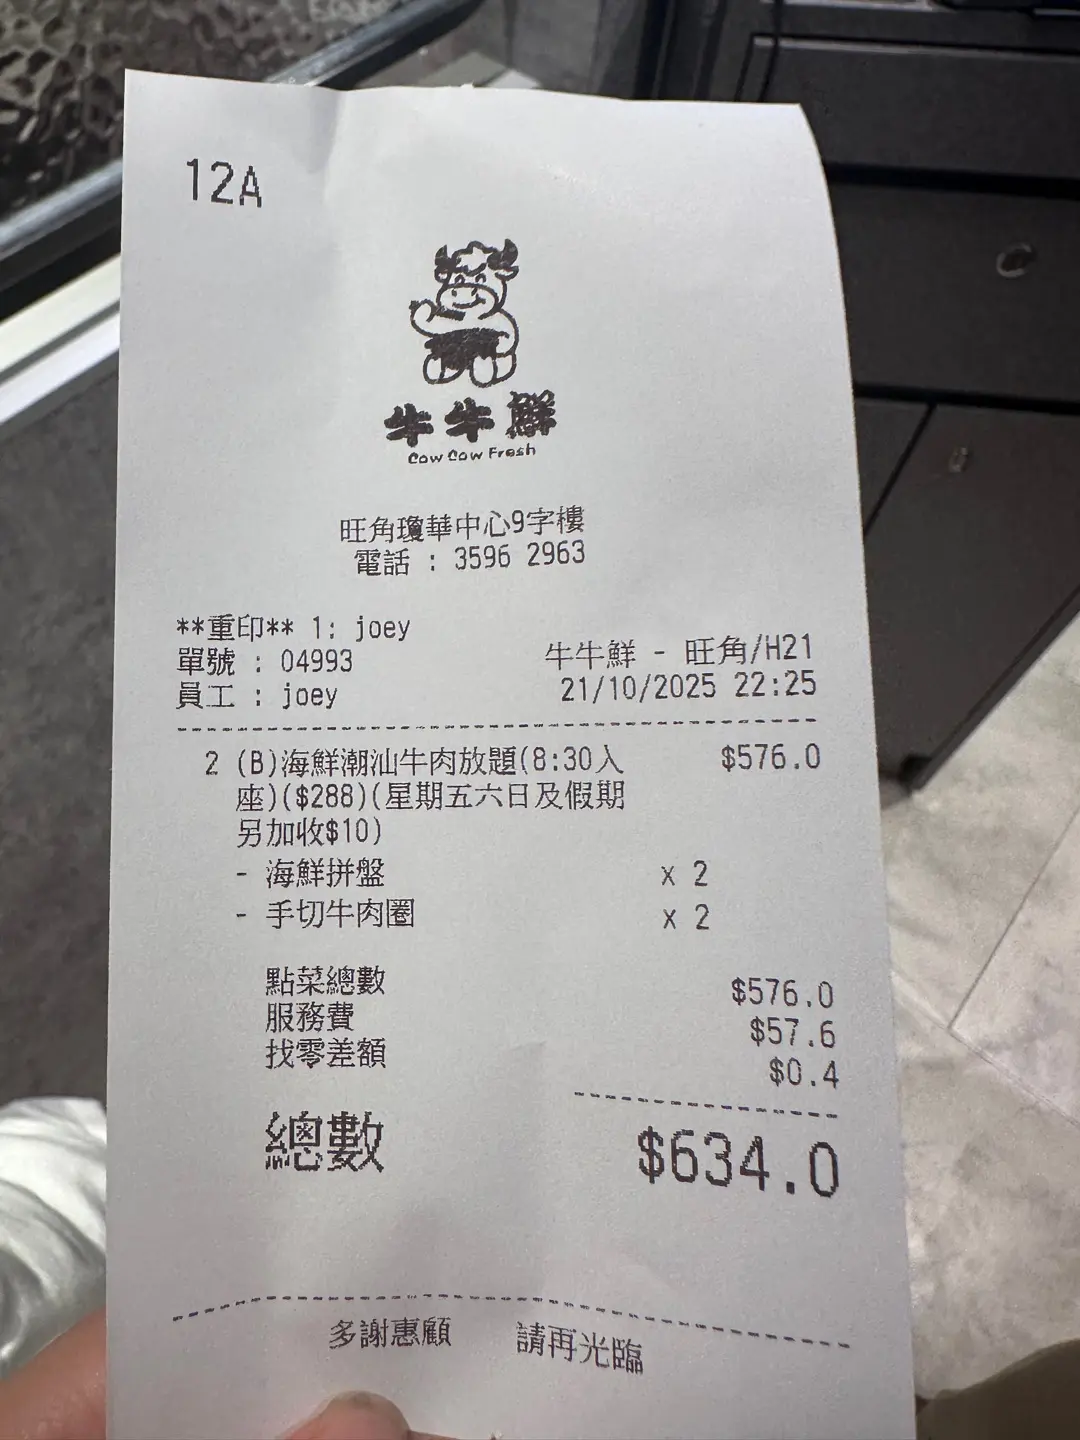 12A
牛牛鮮
Cow Cow Fresh
旺角瓊華中心9字樓
電話 : 3596 2963
**重印** 1: joey
單號 : 04993 牛牛鮮 - 旺角/H21
員工 : joey 21/10/2025 22:25
2 (B)海鮮潮汕牛肉放題(8:30入 $576.0
座)($288)(星期五六日及假期
另加收$10)
- 海鮮拼盤 x 2
- 手切牛肉圈 x 2
點菜總數 $576.0
服務費 $57.6
找零差額 $0.4
總數 $634.0
多謝惠顧 請再光臨